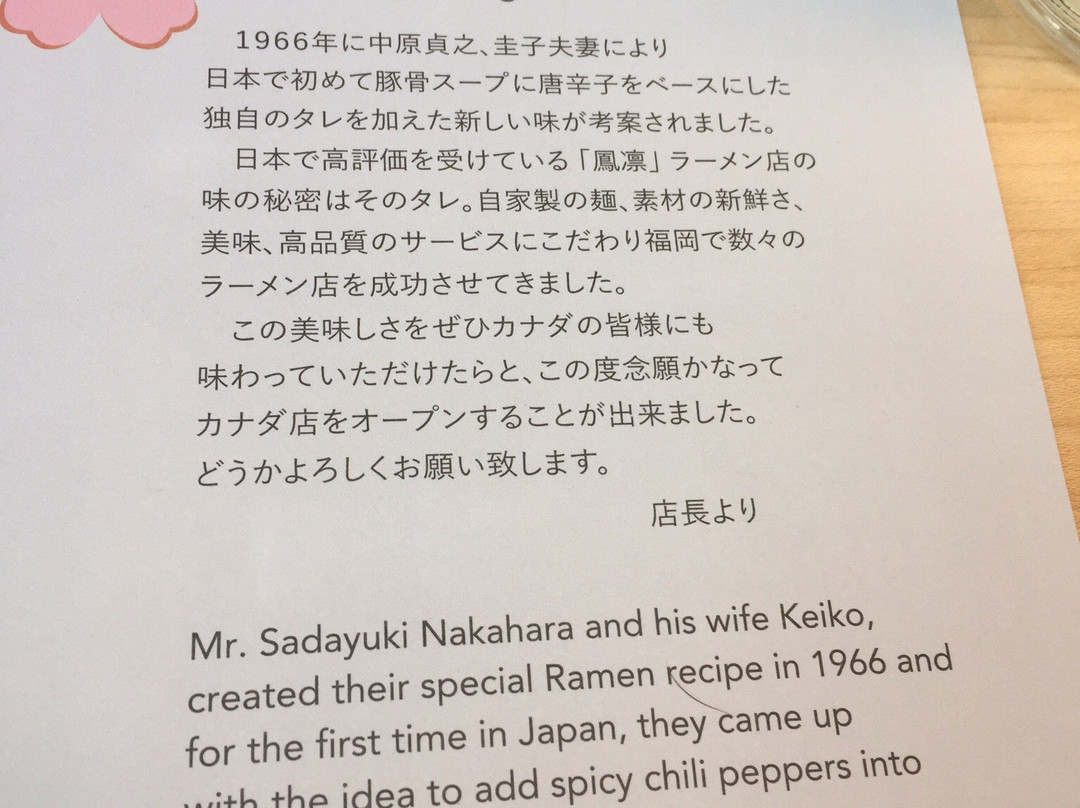 1966年に中原貞之、圭子夫妻により
日本で初めて豚骨スープに唐辛子をベースにした
独自のタレを加えた新しい味が考案されました。
日本で高評価を受けている「鳳凛」ラーメン店の
味の秘密はそのタレ。自家製の麺、素材の新鮮さ、
美味、高品質のサービスにこだわり福岡で数々の
ラーメン店を成功させてきました。
この美味しさをぜひカナダの皆様にも
味わっていただけたらと、この度念願かなって
カナダ店をオープンすることが出来ました。
どうかよろしくお願い致します。
店長より
Mr. Sadayuki Nakahara and his wife Keiko,
created their special Ramen recipe in 1966 and
for the first time in Japan, they came up
with the idea to add spicy chili peppers into